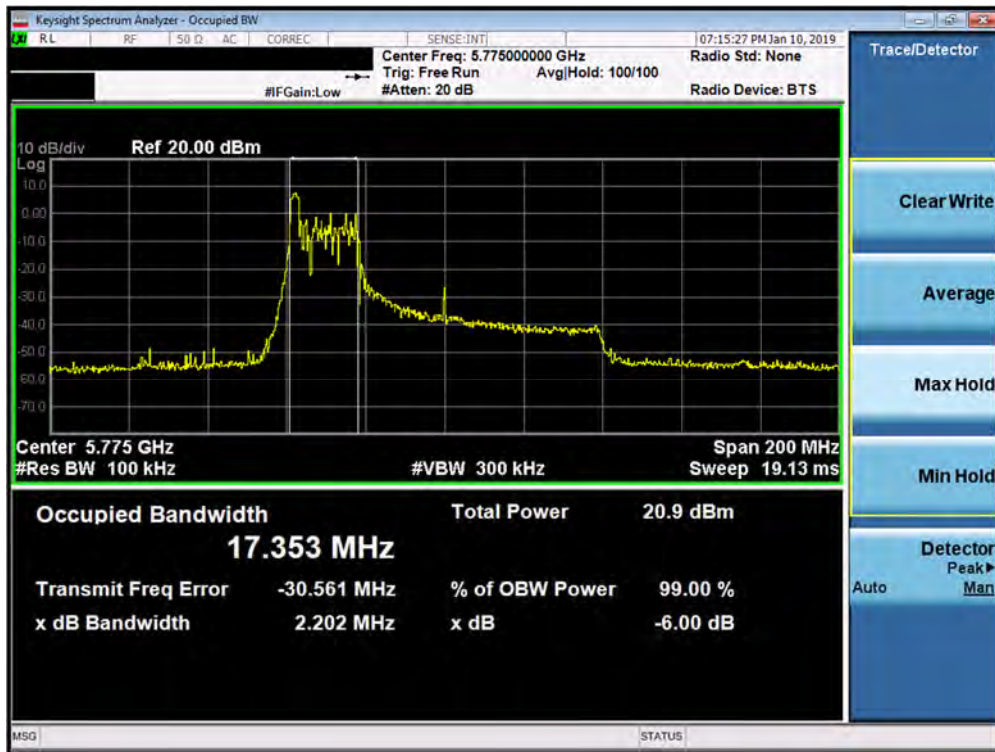 Keysight Spectrum Analyzer - Occupied BW
RL RF 50 Ω AC CORREC SENSE:INT 07:15:27 PM Jan 10, 2019
Center Freq: 5.775000000 GHz Radio Std: None
Trig: Free Run Avg|Hold: 100/100
#IFGain:Low #Atten: 20 dB Radio Device: BTS
Trace/Detector
10 dB/div Ref 20.00 dBm
Log
10.0
0.00
-10.0
-20.0
-30.0
-40.0
-50.0
-60.0
-70.0
Center 5.775 GHz Span 200 MHz
#Res BW 100 kHz #VBW 300 kHz Sweep 19.13 ms
Clear Write
Average
Max Hold
Min Hold
Detector
Peak▶
Auto Man
Occupied Bandwidth Total Power 20.9 dBm
17.353 MHz
Transmit Freq Error -30.561 MHz % of OBW Power 99.00 %
x dB Bandwidth 2.202 MHz x dB -6.00 dB
MSG STATUS